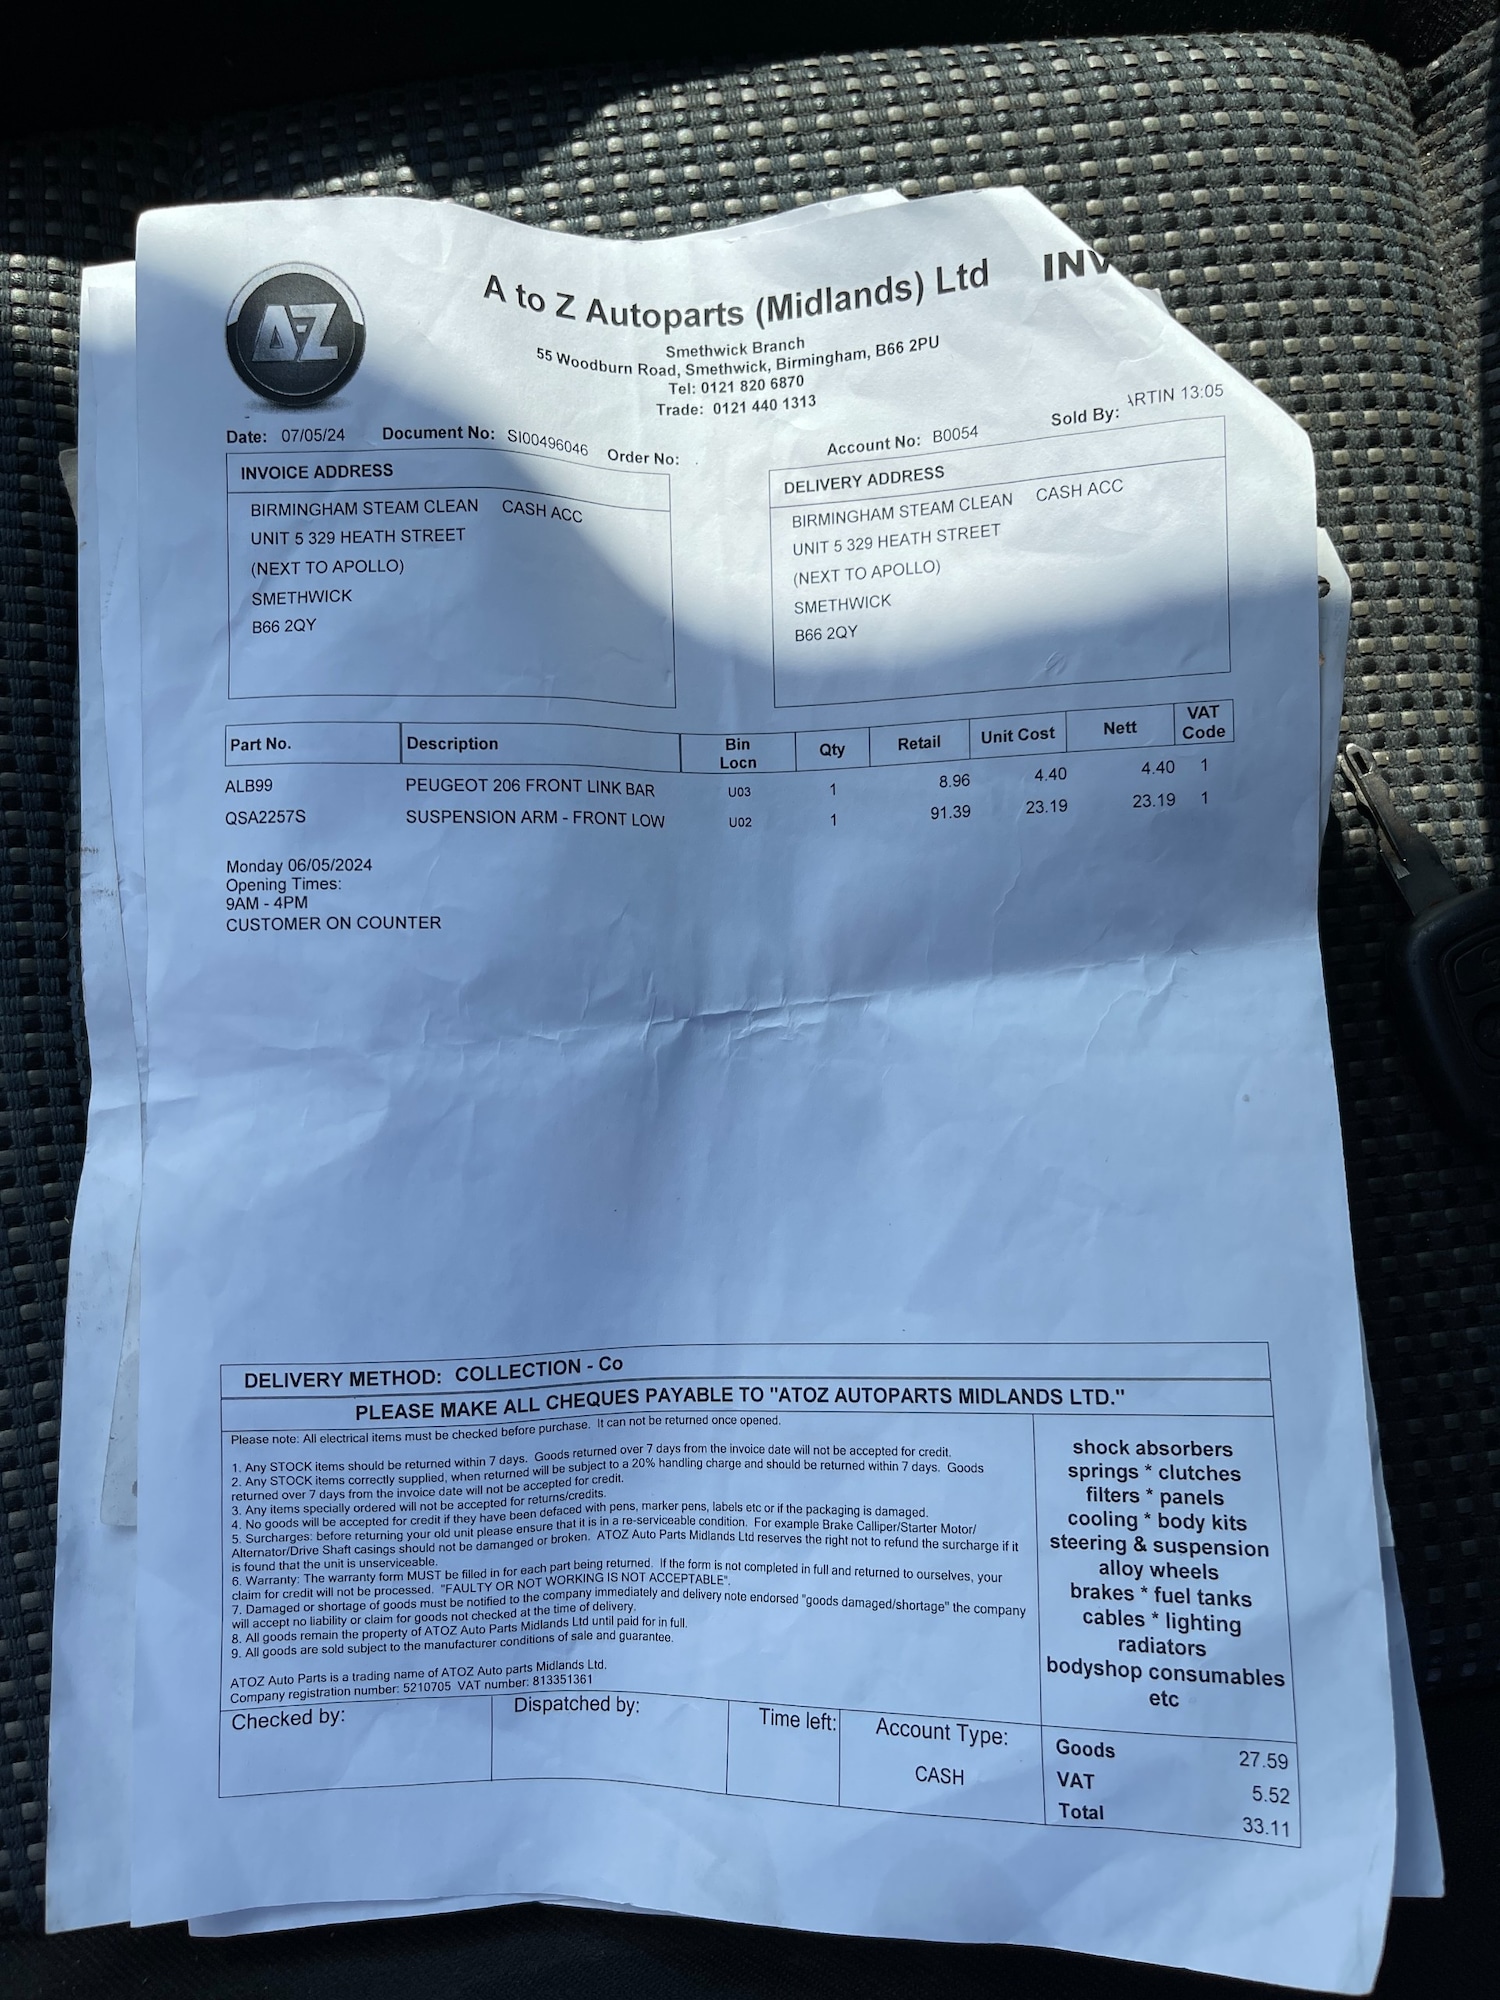 A-Z
A to Z Autoparts (Midlands) Ltd INV
Smethwick Branch
55 Woodburn Road, Smethwick, Birmingham, B66 2PU
Tel: 0121 820 6870
Trade: 0121 440 1313
Date: 07/05/24 Document No: SI00496046 Order No: . Account No: B0054 Sold By: ARTIN 13:05
INVOICE ADDRESS
BIRMINGHAM STEAM CLEAN CASH ACC
UNIT 5 329 HEATH STREET
(NEXT TO APOLLO)
SMETHWICK
B66 2QY
DELIVERY ADDRESS
BIRMINGHAM STEAM CLEAN CASH ACC
UNIT 5 329 HEATH STREET
(NEXT TO APOLLO)
SMETHWICK
B66 2QY
Part No. Description Bin Locn Qty Retail Unit Cost Nett VAT Code
ALB99 PEUGEOT 206 FRONT LINK BAR U03 1 8.96 4.40 4.40 1
QSA2257S SUSPENSION ARM - FRONT LOW U02 1 91.39 23.19 23.19 1
Monday 06/05/2024
Opening Times:
9AM - 4PM
CUSTOMER ON COUNTER
DELIVERY METHOD: COLLECTION - Co
PLEASE MAKE ALL CHEQUES PAYABLE TO "ATOZ AUTOPARTS MIDLANDS LTD."
Please note: All electrical items must be checked before purchase. It can not be returned once opened.
1. Any STOCK items should be returned within 7 days. Goods returned over 7 days from the invoice date will not be accepted for credit.
2. Any STOCK items correctly supplied, when returned will be subject to a 20% handling charge and should be returned within 7 days. Goods
returned over 7 days from the invoice date will not be accepted for credit.
3. Any items specially ordered will not be accepted for returns/credits.
4. No goods will be accepted for credit if they have been defaced with pens, marker pens, labels etc or if the packaging is damaged.
5. Surcharges: before returning your old unit please ensure that it is in a re-serviceable condition. For example Brake Calliper/Starter Motor/
Alternator/Drive Shaft casings should not be damanged or broken. ATOZ Auto Parts Midlands Ltd reserves the right not to refund the surcharge if it
is found that the unit is unserviceable.
6. Warranty: The warranty form MUST be filled in for each part being returned. If the form is not completed in full and returned to ourselves, your
claim for credit will not be processed. "FAULTY OR NOT WORKING IS NOT ACCEPTABLE".
7. Damaged or shortage of goods must be notified to the company immediately and delivery note endorsed "goods damaged/shortage" the company
will accept no liability or claim for goods not checked at the time of delivery.
8. All goods remain the property of ATOZ Auto Parts Midlands Ltd until paid for in full.
9. All goods are sold subject to the manufacturer conditions of sale and guarantee.
ATOZ Auto Parts is a trading name of ATOZ Auto parts Midlands Ltd.
Company registration number: 5210705 VAT number: 813351361
shock absorbers
springs * clutches
filters * panels
cooling * body kits
steering & suspension
alloy wheels
brakes * fuel tanks
cables * lighting
radiators
bodyshop consumables
etc
Checked by: Dispatched by: Time left: Account Type:
CASH
Goods 27.59
VAT 5.52
Total 33.11